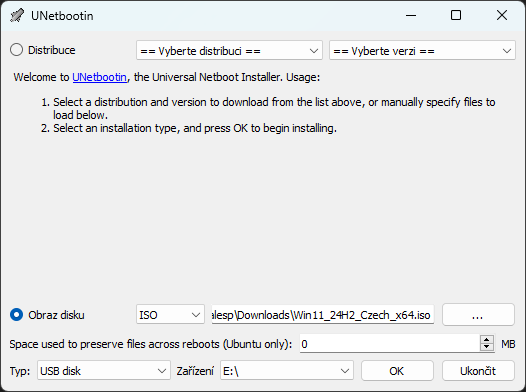 UNetbootin
Distribuce
== Vyberte distribuci ==
== Vyberte verzi ==
Welcome to UNetbootin, the Universal Netboot Installer. Usage:
1. Select a distribution and version to download from the list above, or manually specify files to
load below.
2. Select an installation type, and press OK to begin installing.
Obraz disku
ISO
alesp\Downloads\Win11_24H2_Czech_x64.iso
...
Space used to preserve files across reboots (Ubuntu only):
0
MB
Typ:
USB disk
Zařízení
E:\
OK
Ukončit